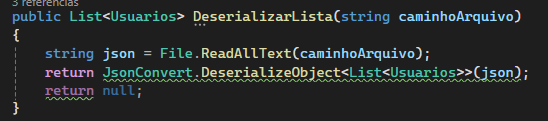 3 referências
public List<Usuarios> DeserializarLista(string caminhoArquivo)
{
string json = File.ReadAllText(caminhoArquivo);
return JsonConvert.DeserializeObject<List<Usuarios>>(json);
return null;
}